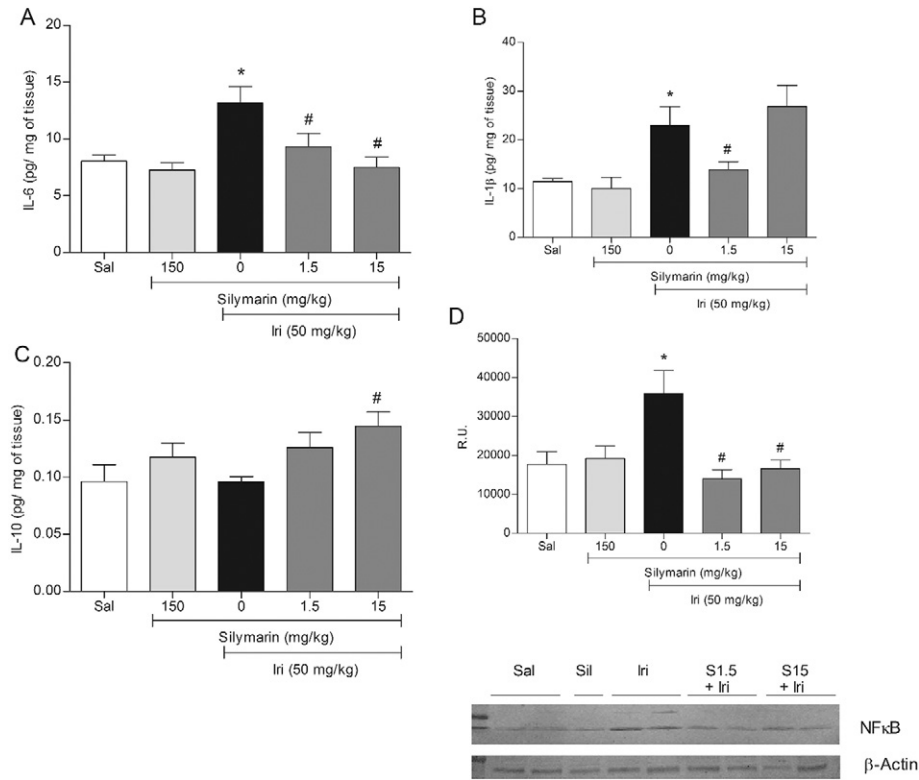 A
IL-6 (pg/ mg of tissue)
20
15
10
5
0
*
#
#
Sal 150 0 1.5 15
Silymarin (mg/kg)
Iri (50 mg/kg)
B
IL-1β (pg/ mg of tissue)
40
30
20
10
0
*
#
Sal 150 0 1.5 15
Silymarin (mg/kg)
Iri (50 mg/kg)
C
IL-10 (pg/ mg of tissue)
0.20
0.15
0.10
0.05
0.00
#
Sal 150 0 1.5 15
Silymarin (mg/kg)
Iri (50 mg/kg)
D
R.U.
50000
40000
30000
20000
10000
0
*
#
#
Sal 150 0 1.5 15
Silymarin (mg/kg)
Iri (50 mg/kg)
Sal Sil Iri S1.5 S15
+ Iri + Iri
NFκB
β-Actin